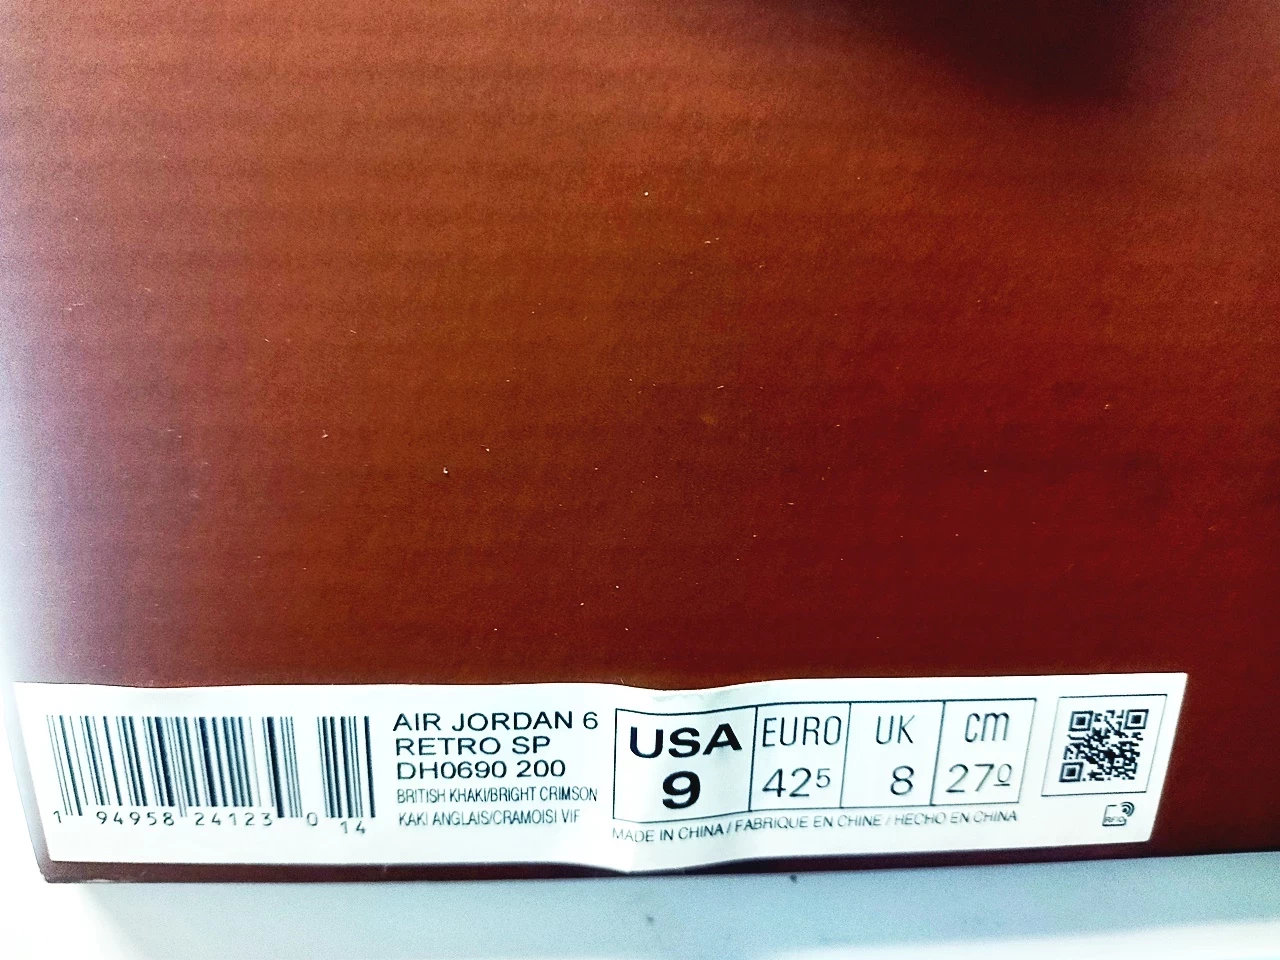 AIR JORDAN 6
RETRO SP
DH0690 200
BRITISH KHAKI/BRIGHT CRIMSON
KAKI ANGLAIS/CRAMOISI VIF
1 94958 24123 0 14
USA EURO UK cm
9 42⁵ 8 27⁰
MADE IN CHINA / FABRIQUE EN CHINE / HECHO EN CHINA
RFID